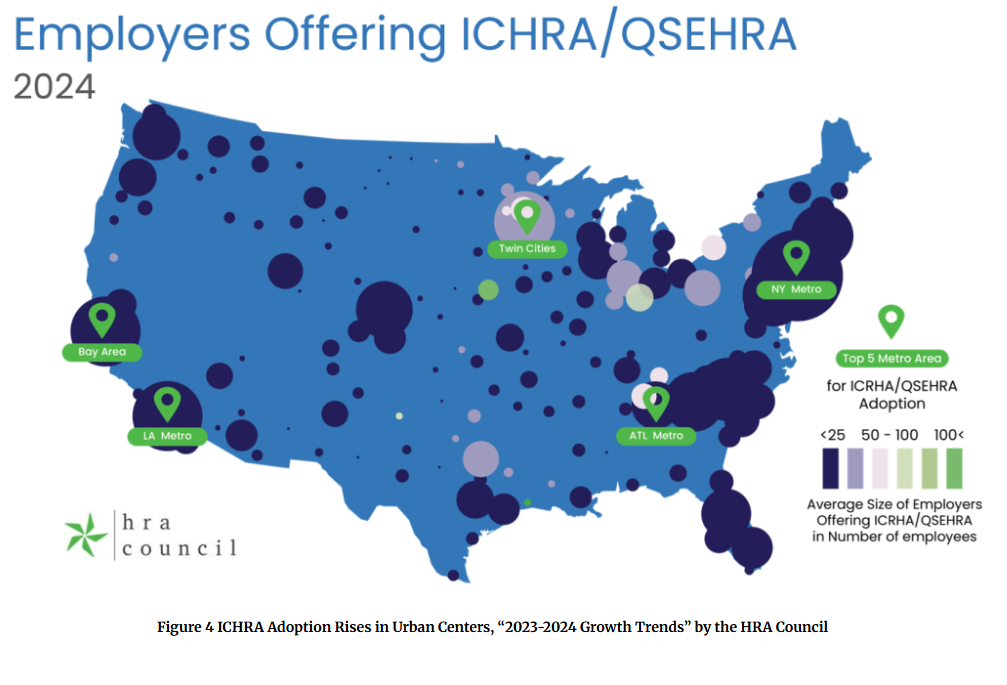 Employers Offering ICHRA/QSEHRA
2024
Twin Cities
NY Metro
Bay Area
Top 5 Metro Area
for ICRHA/QSEHRA
Adoption
LA Metro
ATL Metro
<25 50 - 100 100<
Average Size of Employers
Offering ICRHA/QSEHRA
in Number of employees
hra
council
Figure 4 ICHRA Adoption Rises in Urban Centers, “2023-2024 Growth Trends” by the HRA Council